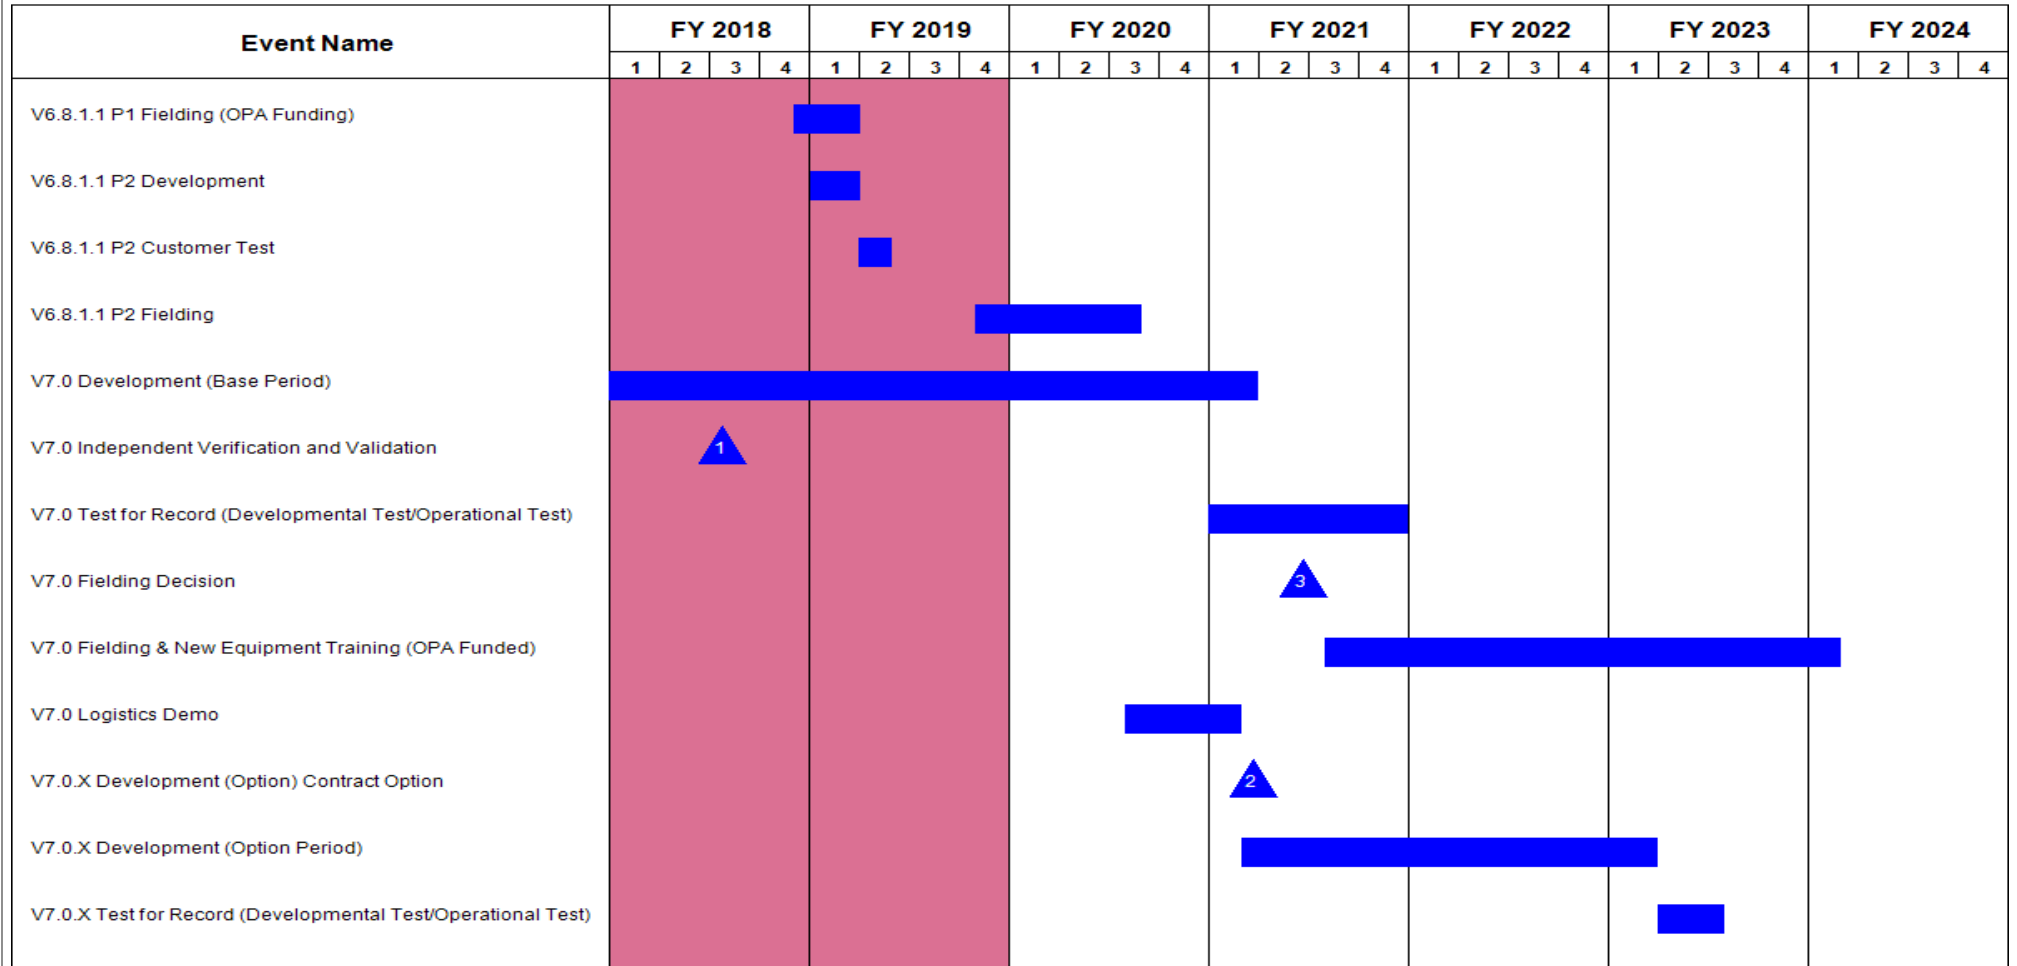 Event Name
FY 2018 FY 2019 FY 2020 FY 2021 FY 2022 FY 2023 FY 2024
1 2 3 4 1 2 3 4 1 2 3 4 1 2 3 4 1 2 3 4 1 2 3 4 1 2 3 4
V6.8.1.1 P1 Fielding (OPA Funding)
V6.8.1.1 P2 Development
V6.8.1.1 P2 Customer Test
V6.8.1.1 P2 Fielding
V7.0 Development (Base Period)
V7.0 Independent Verification and Validation 1
V7.0 Test for Record (Developmental Test/Operational Test)
V7.0 Fielding Decision 3
V7.0 Fielding & New Equipment Training (OPA Funded)
V7.0 Logistics Demo
V7.0.X Development (Option) Contract Option 2
V7.0.X Development (Option Period)
V7.0.X Test for Record (Developmental Test/Operational Test)